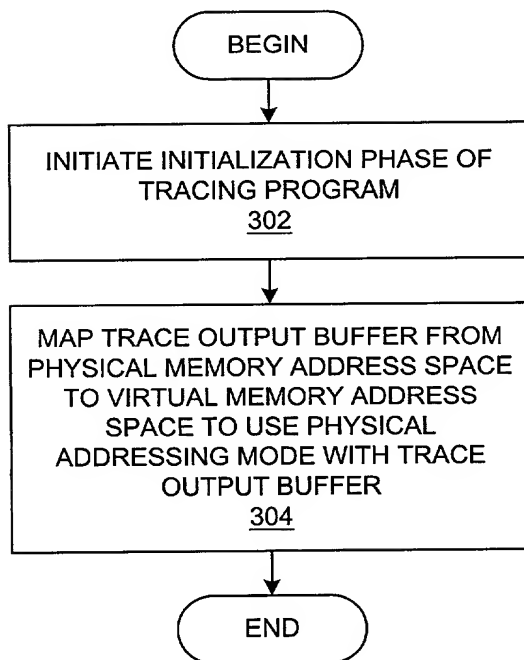 BEGIN
INITIATE INITIALIZATION PHASE OF
TRACING PROGRAM
302
MAP TRACE OUTPUT BUFFER FROM
PHYSICAL MEMORY ADDRESS SPACE
TO VIRTUAL MEMORY ADDRESS
SPACE TO USE PHYSICAL
ADDRESSING MODE WITH TRACE
OUTPUT BUFFER
304
END